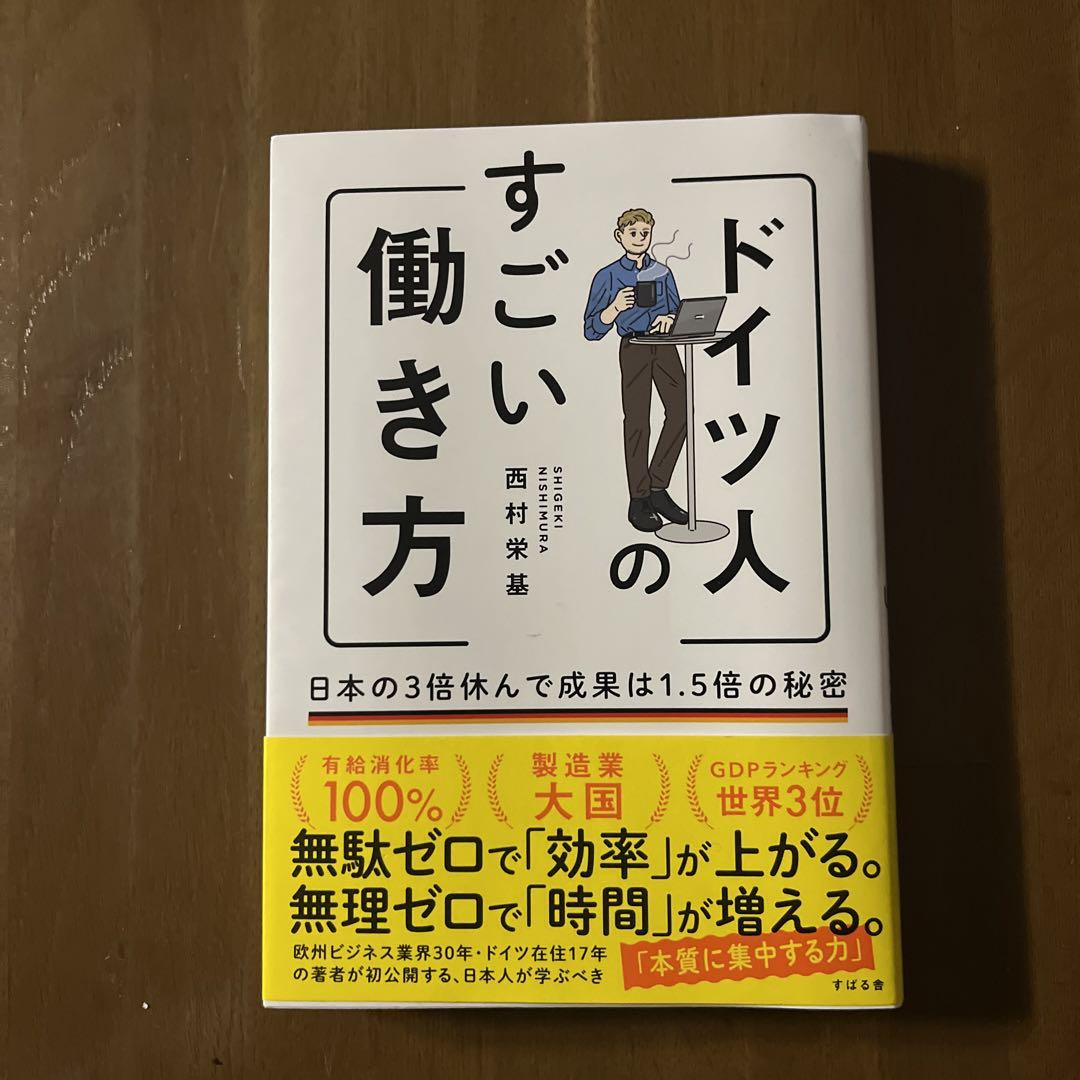 ドイツ人の
すごい
働き方
SHIGEKI
NISHIMURA
西村栄基
日本の3倍休んで成果は1.5倍の秘密
有給消化率
100%
製造業
大国
GDPランキング
世界3位
無駄ゼロで「効率」が上がる。
無理ゼロで「時間」が増える。
欧州ビジネス業界30年・ドイツ在住17年
の著者が初公開する、日本人が学ぶべき
「本質に集中する力」
すばる舎